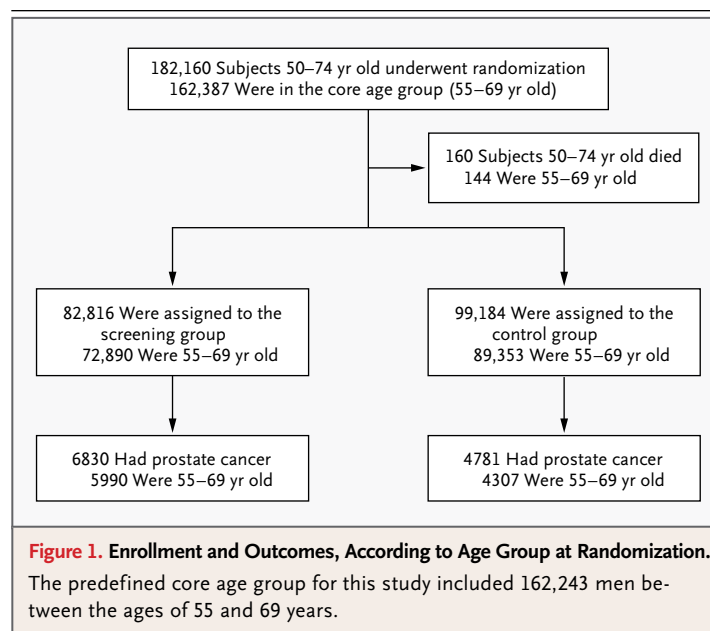 182,160 Subjects 50–74 yr old underwent randomization
162,387 Were in the core age group (55–69 yr old)
160 Subjects 50–74 yr old died
144 Were 55–69 yr old
82,816 Were assigned to the
screening group
72,890 Were 55–69 yr old
99,184 Were assigned to the
control group
89,353 Were 55–69 yr old
6830 Had prostate cancer
5990 Were 55–69 yr old
4781 Had prostate cancer
4307 Were 55–69 yr old
Figure 1. Enrollment and Outcomes, According to Age Group at Randomization.
The predefined core age group for this study included 162,243 men be-
tween the ages of 55 and 69 years.